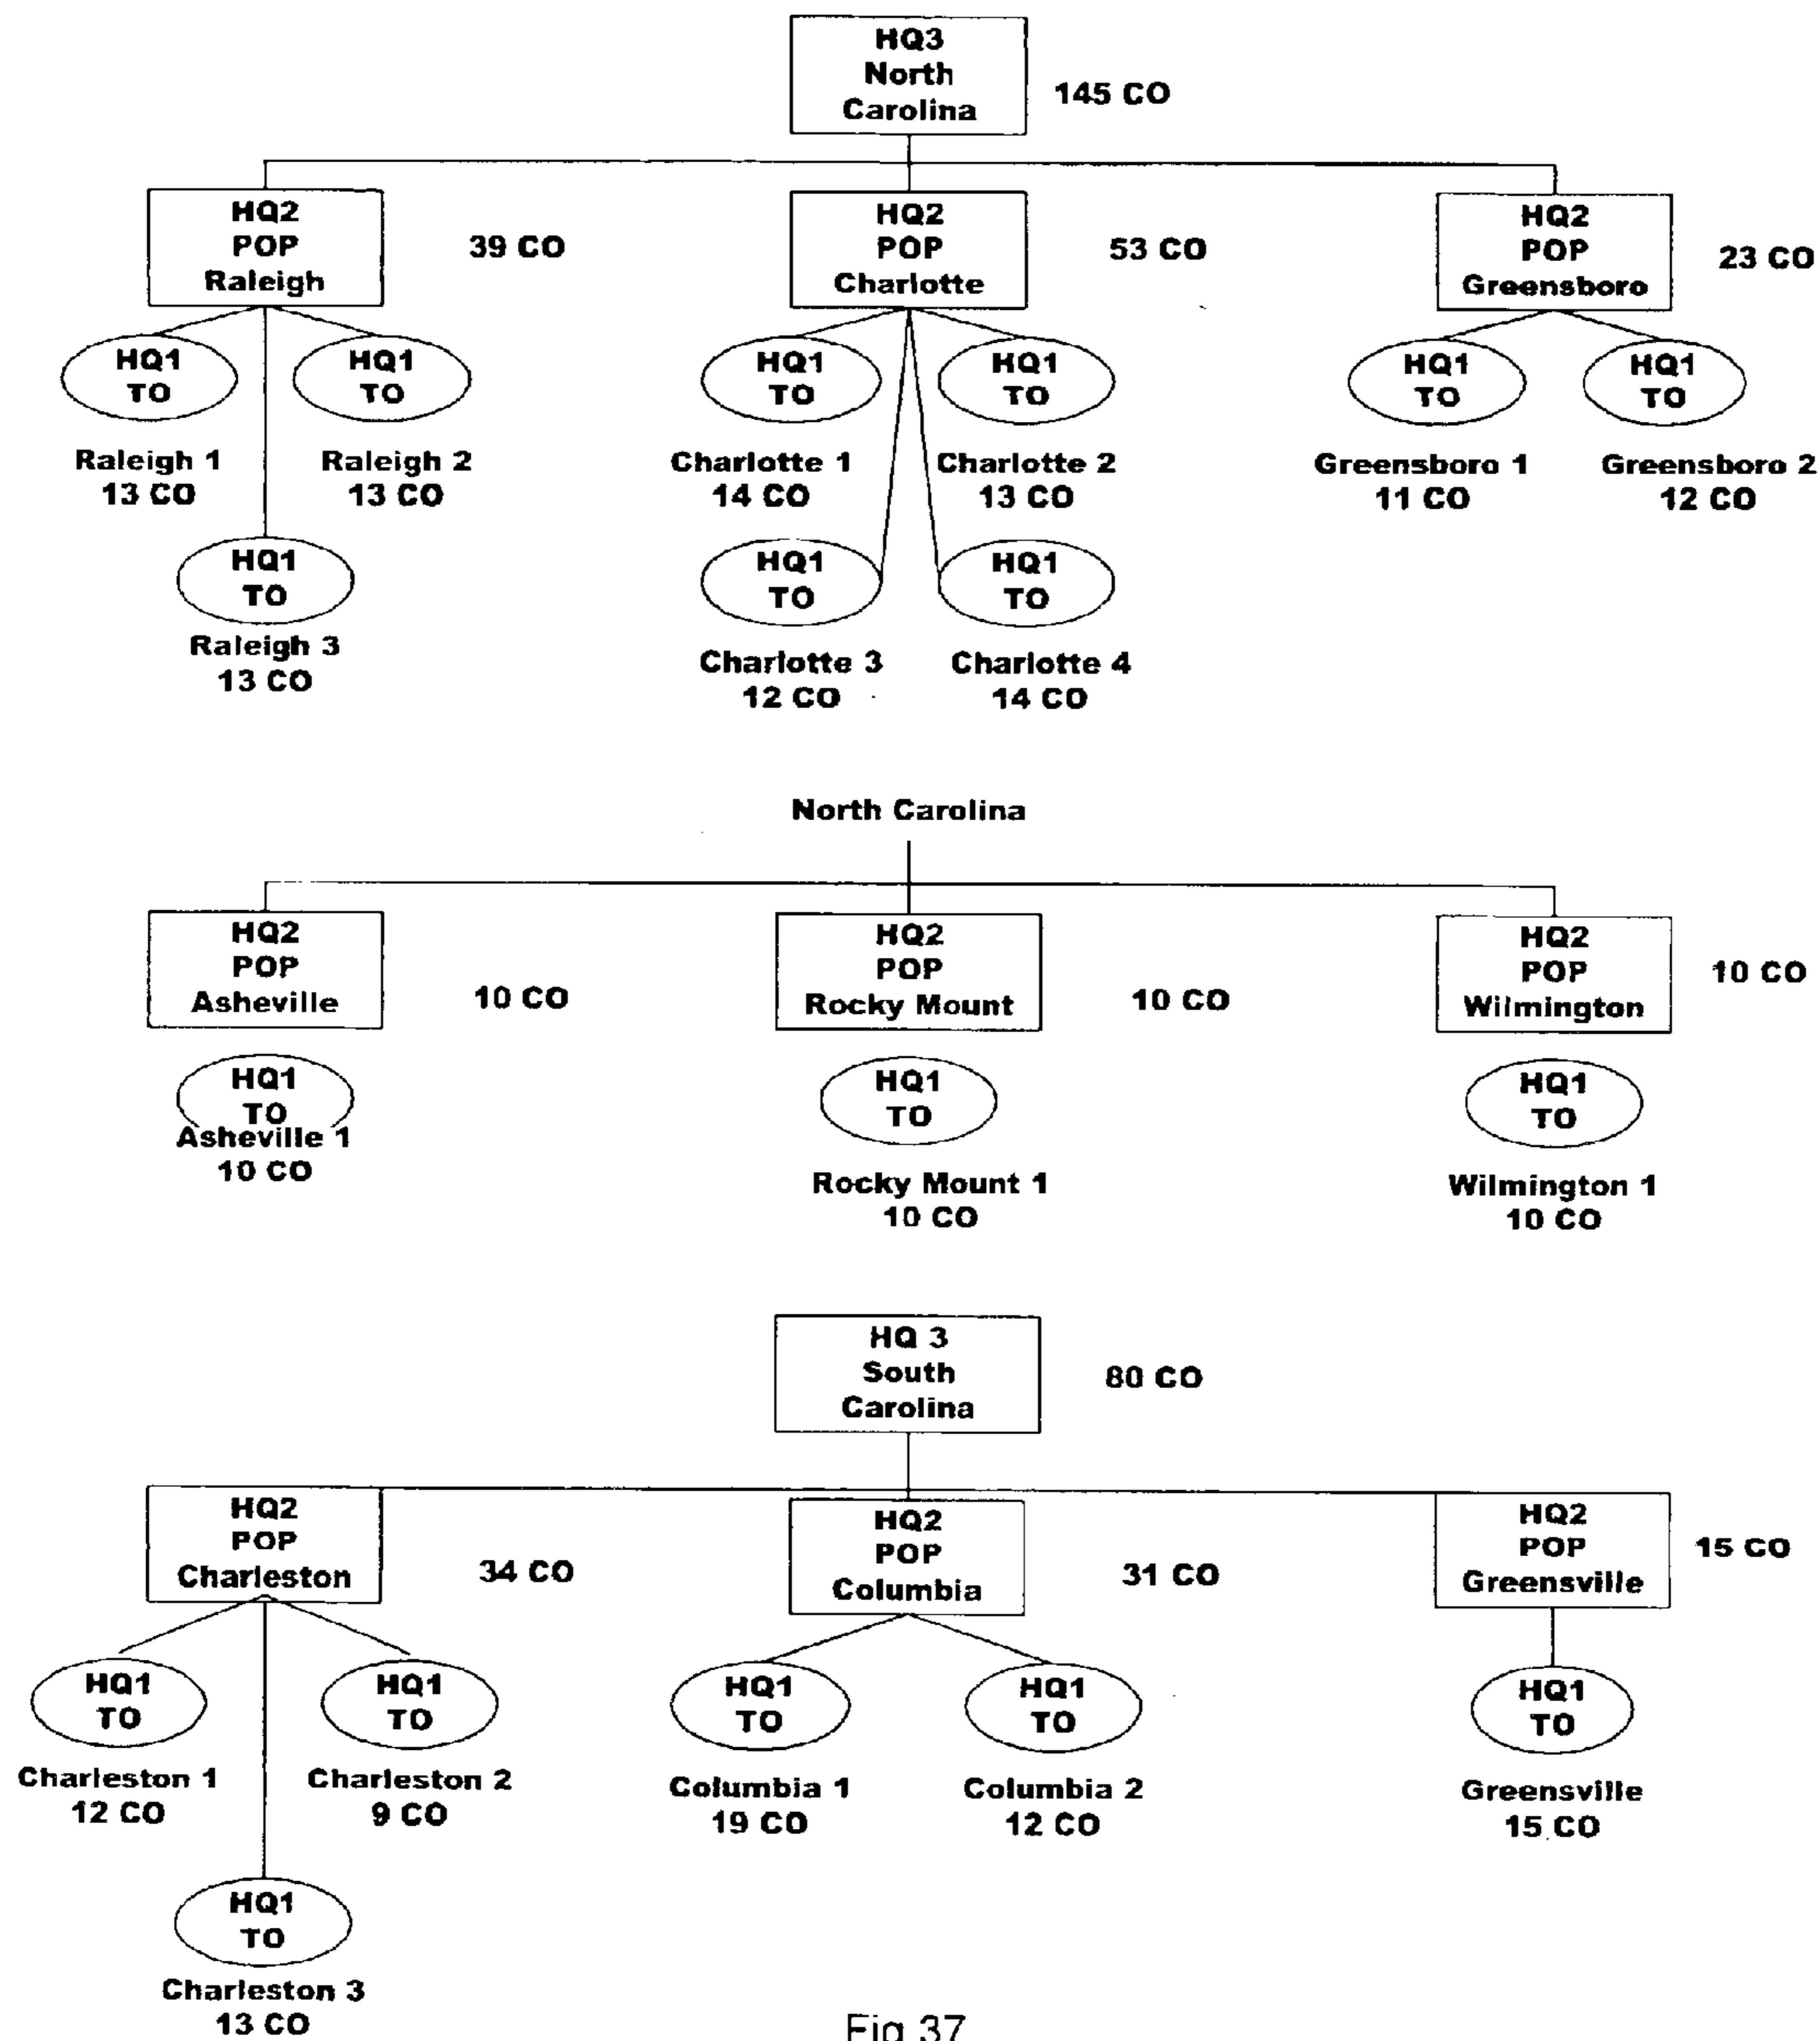 HQ3
North
Carolina
145 CO
HQ2
POP
Raleigh
39 CO
HQ2
POP
Charlotte
53 CO
HQ2
POP
Greensboro
23 CO
HQ1
TO
Raleigh 1
13 CO
HQ1
TO
Raleigh 2
13 CO
HQ1
TO
Raleigh 3
13 CO
HQ1
TO
Charlotte 1
14 CO
HQ1
TO
Charlotte 2
13 CO
HQ1
TO
Charlotte 3
12 CO
HQ1
TO
Charlotte 4
14 CO
HQ1
TO
Greensboro 1
11 CO
HQ1
TO
Greensboro 2
12 CO
North Carolina
HQ2
POP
Asheville
10 CO
HQ2
POP
Rocky Mount
10 CO
HQ2
POP
Wilmington
10 CO
HQ1
TO
Asheville 1
10 CO
HQ1
TO
Rocky Mount 1
10 CO
HQ1
TO
Wilmington 1
10 CO
HQ 3
South
Carolina
80 CO
HQ2
POP
Charleston
34 CO
HQ2
POP
Columbia
31 CO
HQ2
POP
Greensville
15 CO
HQ1
TO
Charleston 1
12 CO
HQ1
TO
Charleston 2
9 CO
HQ1
TO
Charleston 3
13 CO
HQ1
TO
Columbia 1
19 CO
HQ1
TO
Columbia 2
12 CO
HQ1
TO
Greensville
15 CO
Fig 37